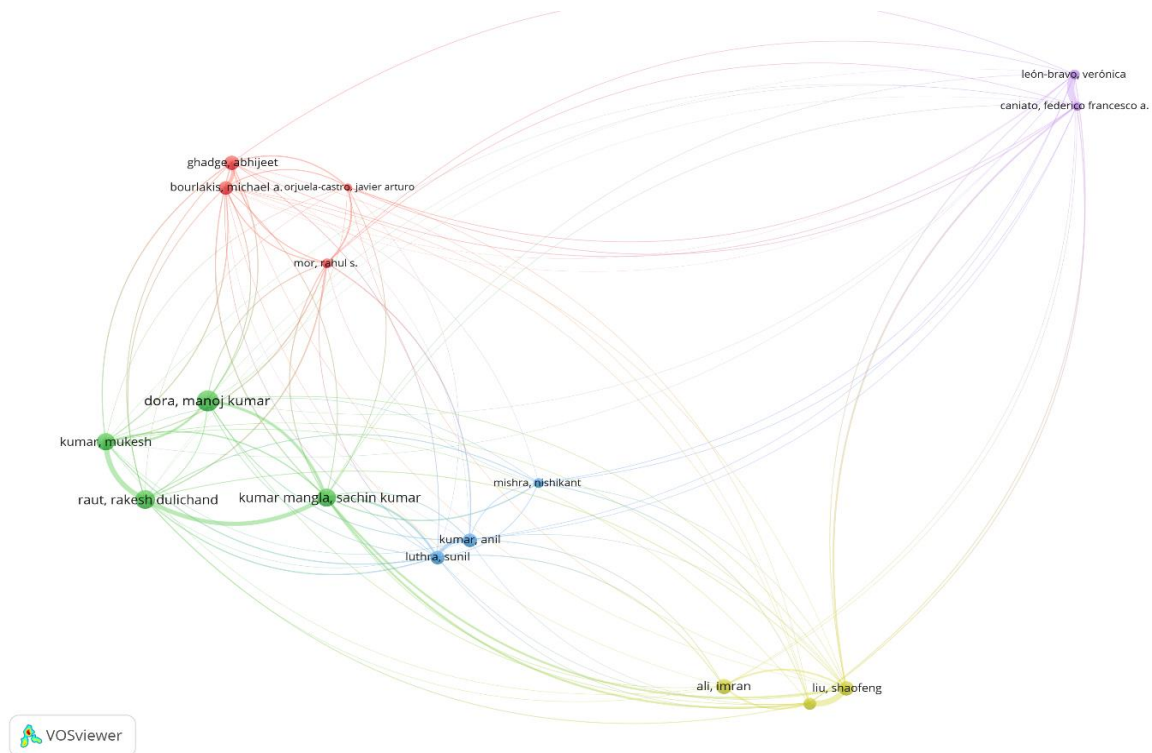 león-bravo, verónica
caniato, federico francesco a.
ghadge, abhijeet
bourlakis, michael a.
orjuela-castro, javier arturo
mor, rahul s.
dora, manoj kumar
kumar, mukesh
raut, rakesh dulichand
kumar mangla, sachin kumar
mishra, nishikant
kumar, anil
luthra, sunil
ali, imran
liu, shaofeng
VOSviewer